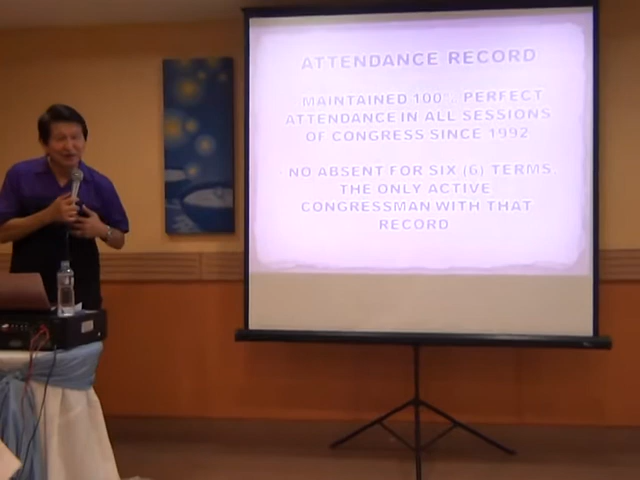 ATTENDANCE RECORD
MAINTAINED 100% PERFECT
ATTENDANCE IN ALL SESSIONS
OF CONGRESS SINCE 1992
NO ABSENT FOR SIX (6) TERMS.
THE ONLY ACTIVE
CONGRESSMAN WITH THAT
RECORD